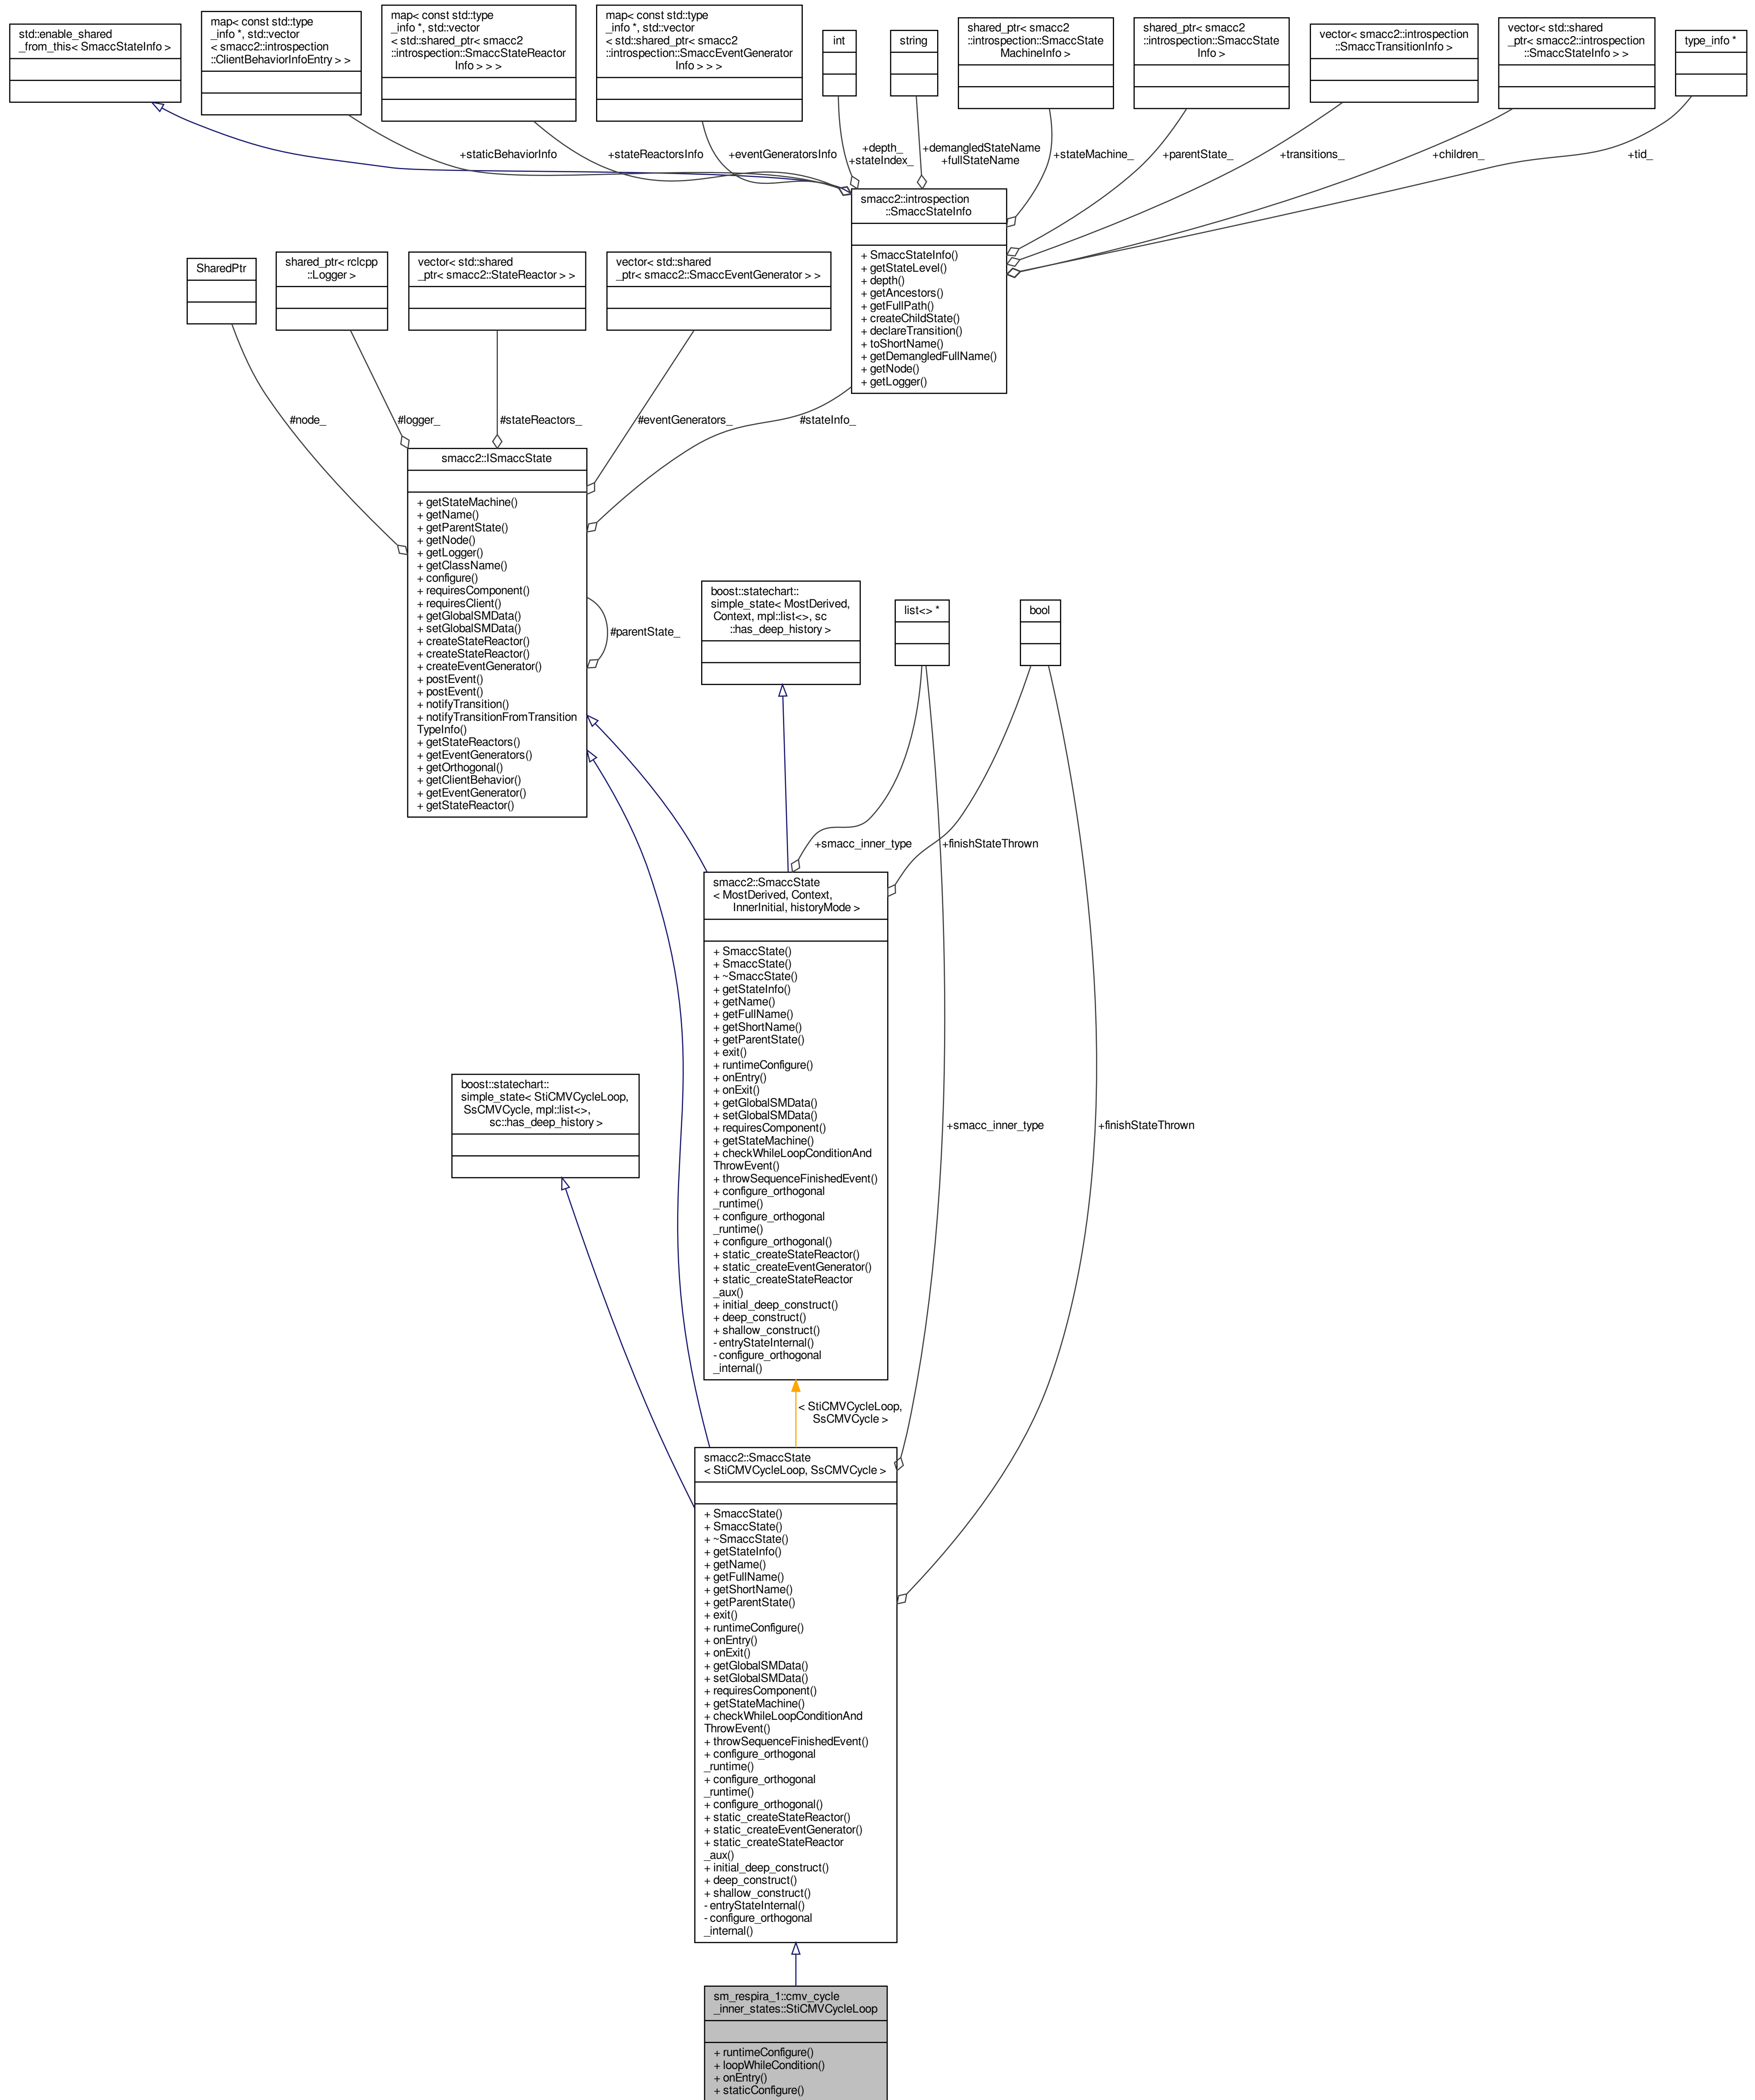 std::enable_shared
_from_this< SmaccStateInfo >
map< const std::type
_info *, std::vector
< smacc2::introspection
::ClientBehaviorInfoEntry > >
map< const std::type
_info *, std::vector
< std::shared_ptr< smacc2
::introspection::SmaccStateReactor
Info > > >
map< const std::type
_info *, std::vector
< std::shared_ptr< smacc2
::introspection::SmaccEventGenerator
Info > > >
int
string
shared_ptr< smacc2
::introspection::SmaccState
MachineInfo >
shared_ptr< smacc2
::introspection::SmaccState
Info >
vector< smacc2::introspection
::SmaccTransitionInfo >
vector< std::shared
_ptr< smacc2::introspection
::SmaccStateInfo > >
type_info *
+staticBehaviorInfo
+stateReactorsInfo
+eventGeneratorsInfo
+depth_
+stateIndex_
+demangledStateName
+fullStateName
+stateMachine_
+parentState_
+transitions_
+children_
+tid_
smacc2::introspection
::SmaccStateInfo
+ SmaccStateInfo()
+ getStateLevel()
+ depth()
+ getAncestors()
+ getFullPath()
+ createChildState()
+ declareTransition()
+ toShortName()
+ getDemangledFullName()
+ getNode()
+ getLogger()
SharedPtr
shared_ptr< rclcpp
::Logger >
vector< std::shared
_ptr< smacc2::StateReactor > >
vector< std::shared
_ptr< smacc2::SmaccEventGenerator > >
#node_
#logger_
#stateReactors_
#eventGenerators_
#stateInfo_
smacc2::ISmaccState
+ getStateMachine()
+ getName()
+ getParentState()
+ getNode()
+ getLogger()
+ getClassName()
+ configure()
+ requiresComponent()
+ requiresClient()
+ getGlobalSMData()
+ setGlobalSMData()
+ createStateReactor()
+ createStateReactor()
+ createEventGenerator()
+ postEvent()
+ postEvent()
+ notifyTransition()
+ notifyTransitionFromTransition
TypeInfo()
+ getStateReactors()
+ getEventGenerators()
+ getOrthogonal()
+ getClientBehavior()
+ getEventGenerator()
+ getStateReactor()
#parentState_
boost::statechart::
simple_state< MostDerived,
Context, mpl::list<>, sc
::has_deep_history >
list<> *
bool
+smacc_inner_type
+finishStateThrown
smacc2::SmaccState
< MostDerived, Context,
InnerInitial, historyMode >
+ SmaccState()
+ SmaccState()
+ ~SmaccState()
+ getStateInfo()
+ getName()
+ getFullName()
+ getShortName()
+ getParentState()
+ exit()
+ runtimeConfigure()
+ onEntry()
+ onExit()
+ getGlobalSMData()
+ setGlobalSMData()
+ requiresComponent()
+ getStateMachine()
+ checkWhileLoopConditionAnd
ThrowEvent()
+ throwSequenceFinishedEvent()
+ configure_orthogonal
_runtime()
+ configure_orthogonal
_runtime()
+ configure_orthogonal()
+ static_createStateReactor()
+ static_createEventGenerator()
+ static_createStateReactor
_aux()
+ initial_deep_construct()
+ deep_construct()
+ shallow_construct()
- entryStateInternal()
- configure_orthogonal
_internal()
boost::statechart::
simple_state< StiCMVCycleLoop,
SsCMVCycle, mpl::list<>,
sc::has_deep_history >
+smacc_inner_type
+finishStateThrown
< StiCMVCycleLoop,
SsCMVCycle >
smacc2::SmaccState
< StiCMVCycleLoop, SsCMVCycle >
+ SmaccState()
+ SmaccState()
+ ~SmaccState()
+ getStateInfo()
+ getName()
+ getFullName()
+ getShortName()
+ getParentState()
+ exit()
+ runtimeConfigure()
+ onEntry()
+ onExit()
+ getGlobalSMData()
+ setGlobalSMData()
+ requiresComponent()
+ getStateMachine()
+ checkWhileLoopConditionAnd
ThrowEvent()
+ throwSequenceFinishedEvent()
+ configure_orthogonal
_runtime()
+ configure_orthogonal
_runtime()
+ configure_orthogonal()
+ static_createStateReactor()
+ static_createEventGenerator()
+ static_createStateReactor
_aux()
+ initial_deep_construct()
+ deep_construct()
+ shallow_construct()
- entryStateInternal()
- configure_orthogonal
_internal()
sm_respira_1::cmv_cycle
_inner_states::StiCMVCycleLoop
+ runtimeConfigure()
+ loopWhileCondition()
+ onEntry()
+ staticConfigure()